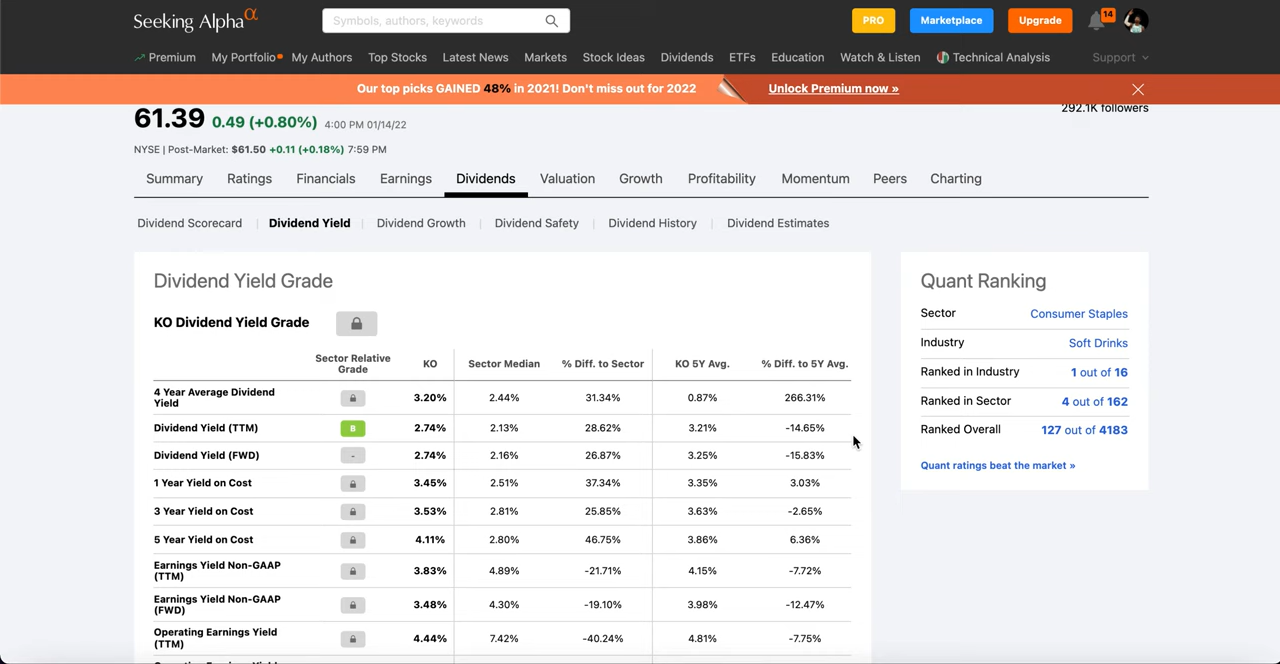 Seeking Alpha α
Symbols, authors, keywords
PRO
Marketplace
Upgrade
14
Premium
My Portfolio
My Authors
Top Stocks
Latest News
Markets
Stock Ideas
Dividends
ETFs
Education
Watch & Listen
Technical Analysis
Support
Our top picks GAINED 48% in 2021! Don't miss out for 2022
Unlock Premium now »
61.39 0.49 (+0.80%) 4:00 PM 01/14/22
292.1K followers
NYSE | Post-Market: $61.50 +0.11 (+0.18%) 7:59 PM
Summary
Ratings
Financials
Earnings
Dividends
Valuation
Growth
Profitability
Momentum
Peers
Charting
Dividend Scorecard
Dividend Yield
Dividend Growth
Dividend Safety
Dividend History
Dividend Estimates
Dividend Yield Grade
KO Dividend Yield Grade
Sector Relative
Grade
KO
Sector Median
% Diff. to Sector
KO 5Y Avg.
% Diff. to 5Y Avg.
4 Year Average Dividend
Yield
3.20% 2.44% 31.34% 0.87% 266.31%
Dividend Yield (TTM) B 2.74% 2.13% 28.62% 3.21% -14.65%
Dividend Yield (FWD) - 2.74% 2.16% 26.87% 3.25% -15.83%
1 Year Yield on Cost 3.45% 2.51% 37.34% 3.35% 3.03%
3 Year Yield on Cost 3.53% 2.81% 25.85% 3.63% -2.65%
5 Year Yield on Cost 4.11% 2.80% 46.75% 3.86% 6.36%
Earnings Yield Non-GAAP
(TTM)
3.83% 4.89% -21.71% 4.15% -7.72%
Earnings Yield Non-GAAP
(FWD)
3.48% 4.30% -19.10% 3.98% -12.47%
Operating Earnings Yield
(TTM)
4.44% 7.42% -40.24% 4.81% -7.75%
Quant Ranking
Sector Consumer Staples
Industry Soft Drinks
Ranked in Industry 1 out of 16
Ranked in Sector 4 out of 162
Ranked Overall 127 out of 4183
Quant ratings beat the market »